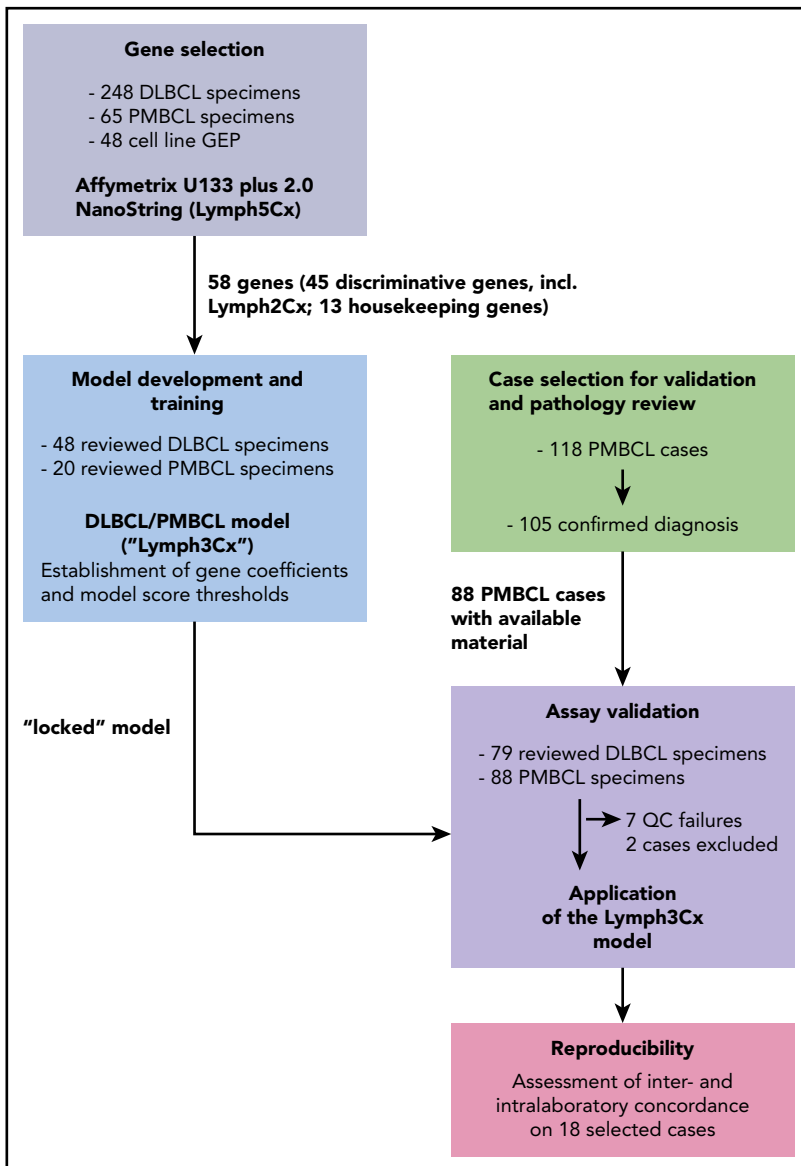 Gene selection
- 248 DLBCL specimens
- 65 PMBCL specimens
- 48 cell line GEP
Affymetrix U133 plus 2.0
NanoString (Lymph5Cx)
58 genes (45 discriminative genes, incl.
Lymph2Cx; 13 housekeeping genes)
Model development and
training
- 48 reviewed DLBCL specimens
- 20 reviewed PMBCL specimens
DLBCL/PMBCL model
("Lymph3Cx")
Establishment of gene coefficients
and model score thresholds
"locked" model
Case selection for validation
and pathology review
- 118 PMBCL cases
- 105 confirmed diagnosis
88 PMBCL cases
with available
material
Assay validation
- 79 reviewed DLBCL specimens
- 88 PMBCL specimens
7 QC failures
2 cases excluded
Application
of the Lymph3Cx
model
Reproducibility
Assessment of inter- and
intralaboratory concordance
on 18 selected cases